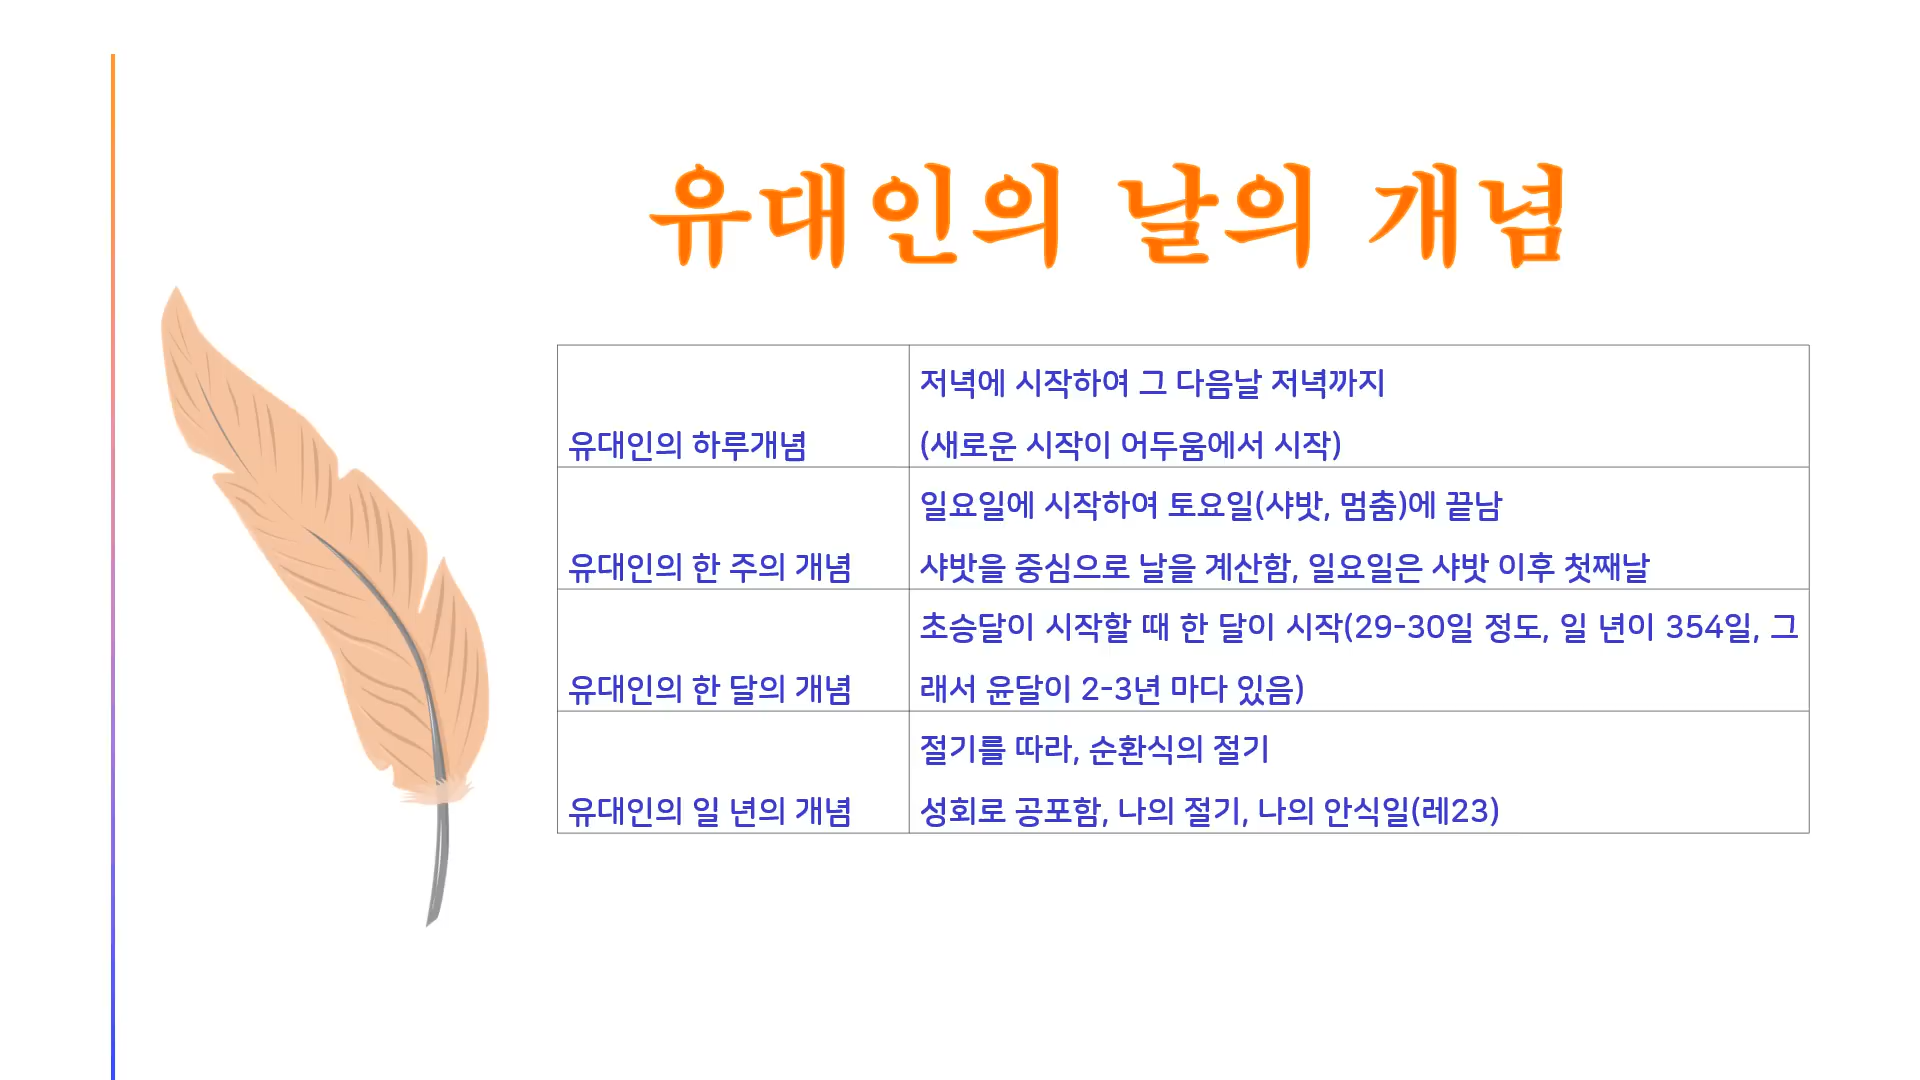 유대인의 날의 개념
유대인의 하루개념
저녁에 시작하여 그 다음날 저녁까지
(새로운 시작이 어두움에서 시작)
유대인의 한 주의 개념
일요일에 시작하여 토요일(샤밧, 멈춤)에 끝남
샤밧을 중심으로 날을 계산함, 일요일은 샤밧 이후 첫째날
유대인의 한 달의 개념
초승달이 시작할 때 한 달이 시작(29-30일 정도, 일 년이 354일, 그
래서 윤달이 2-3년 마다 있음)
유대인의 일 년의 개념
절기를 따라, 순환식의 절기
성회로 공포함, 나의 절기, 나의 안식일(레23)